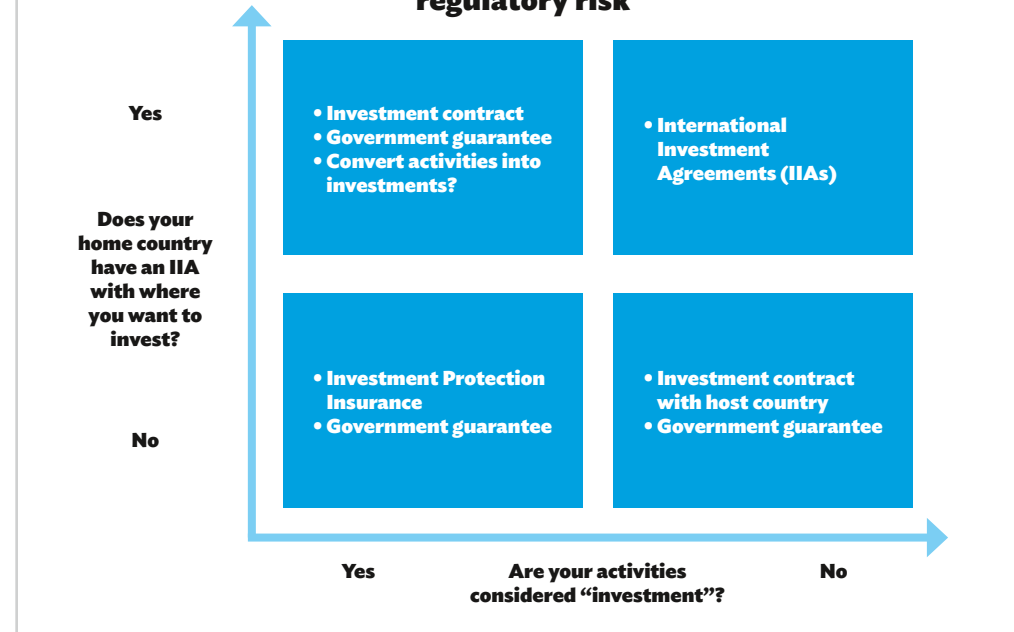 regulatory risk
Yes
• Investment contract
• Government guarantee
• Convert activities into
investments?
• International
Investment
Agreements (IIAs)
Does your
home country
have an IIA
with where
you want to
invest?
No
• Investment Protection
Insurance
• Government guarantee
• Investment contract
with host country
• Government guarantee
Yes
Are your activities
considered “investment”?
No